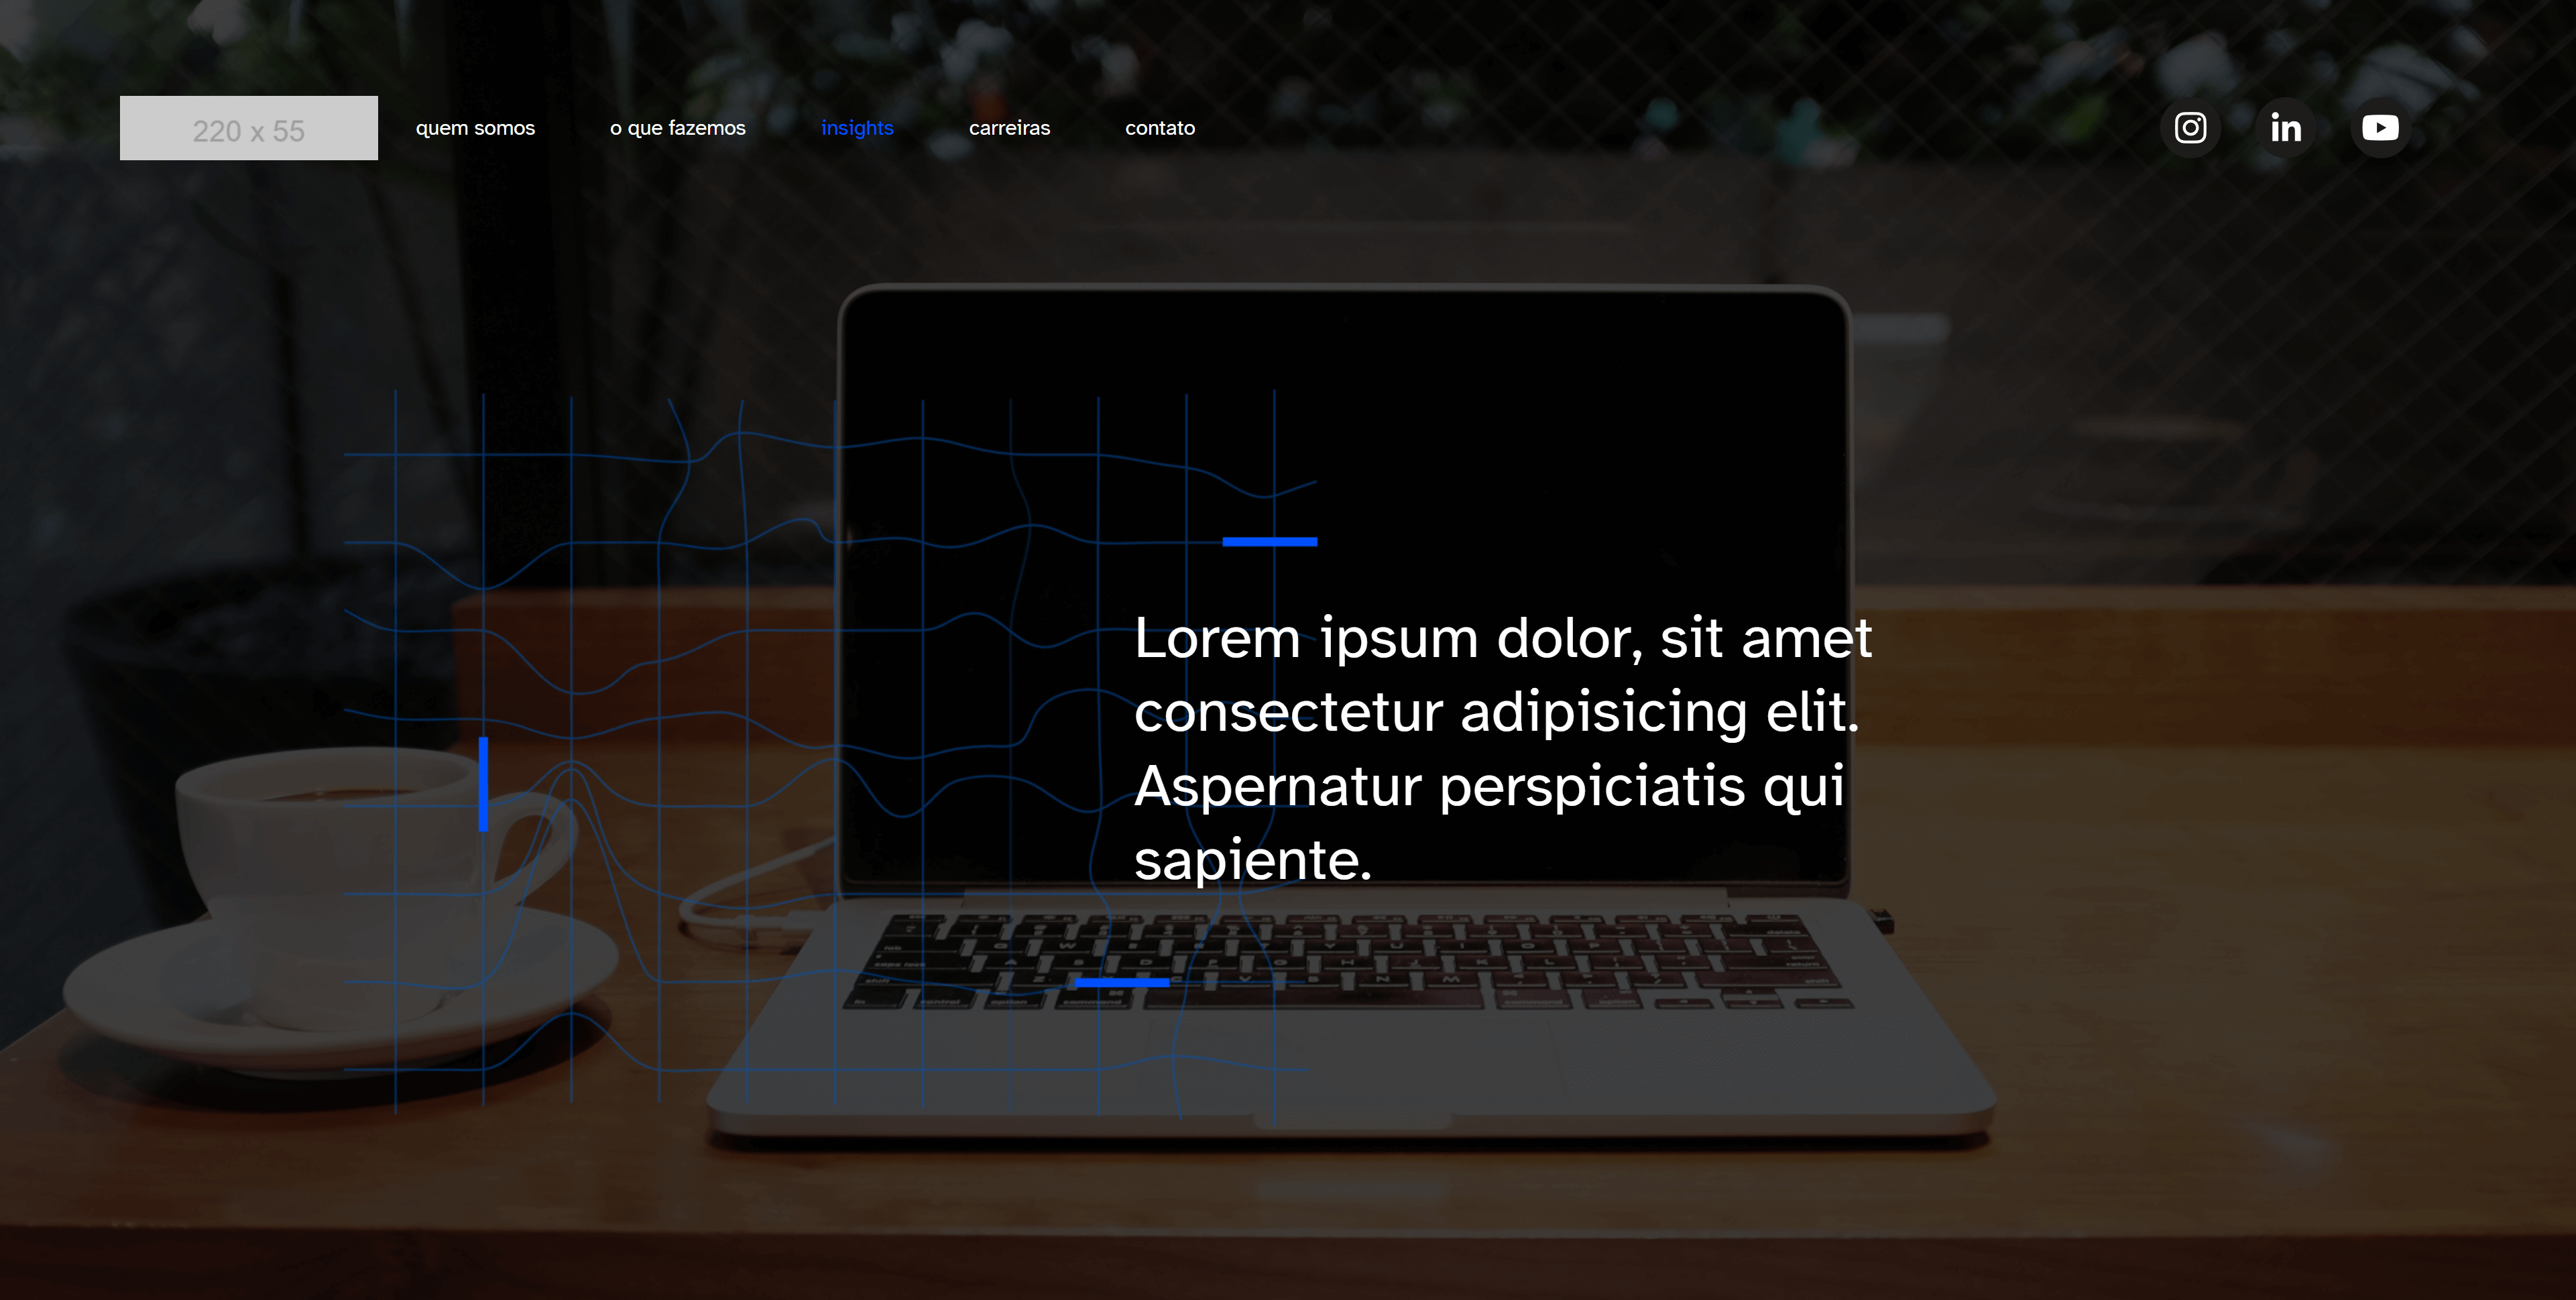 220 x 55
quem somos
o que fazemos
insights
carreiras
contato
in
Lorem ipsum dolor, sit amet
consectetur adipisicing elit.
Aspernatur perspiciatis qui
sapiente.